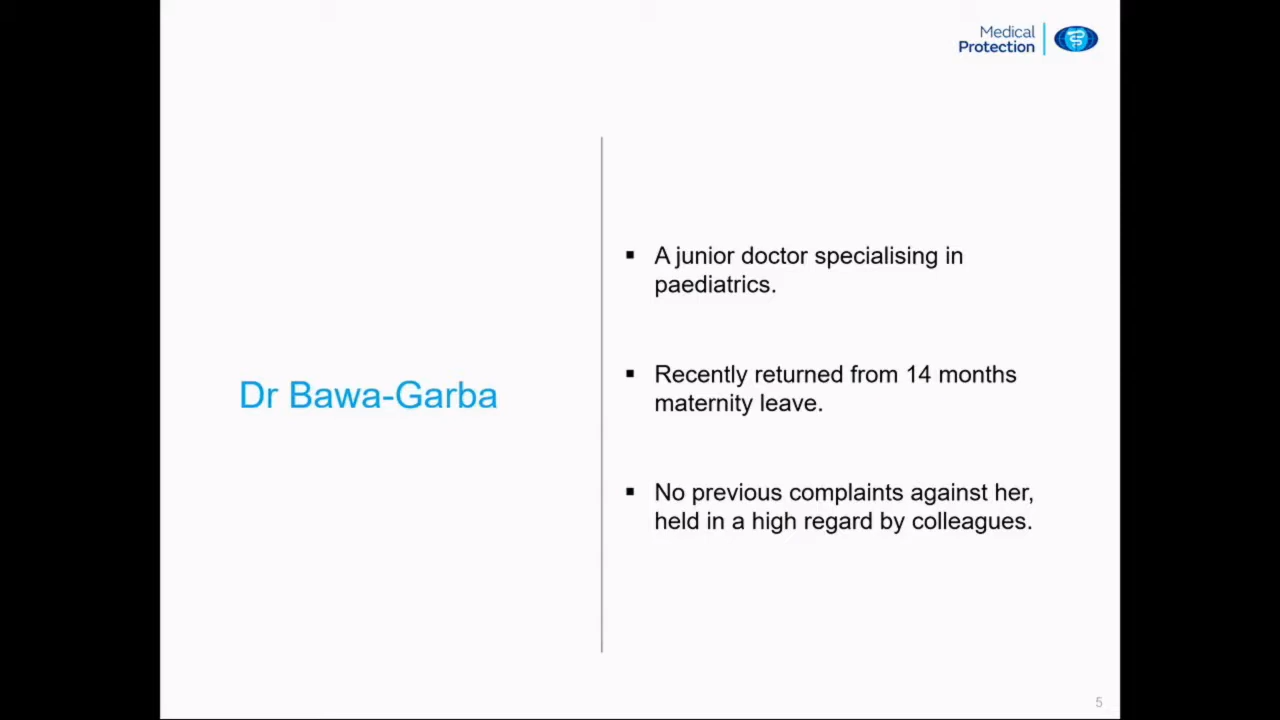 Medical
Protection
Dr Bawa-Garba
▪ A junior doctor specialising in
paediatrics.
▪ Recently returned from 14 months
maternity leave.
▪ No previous complaints against her,
held in a high regard by colleagues.
5